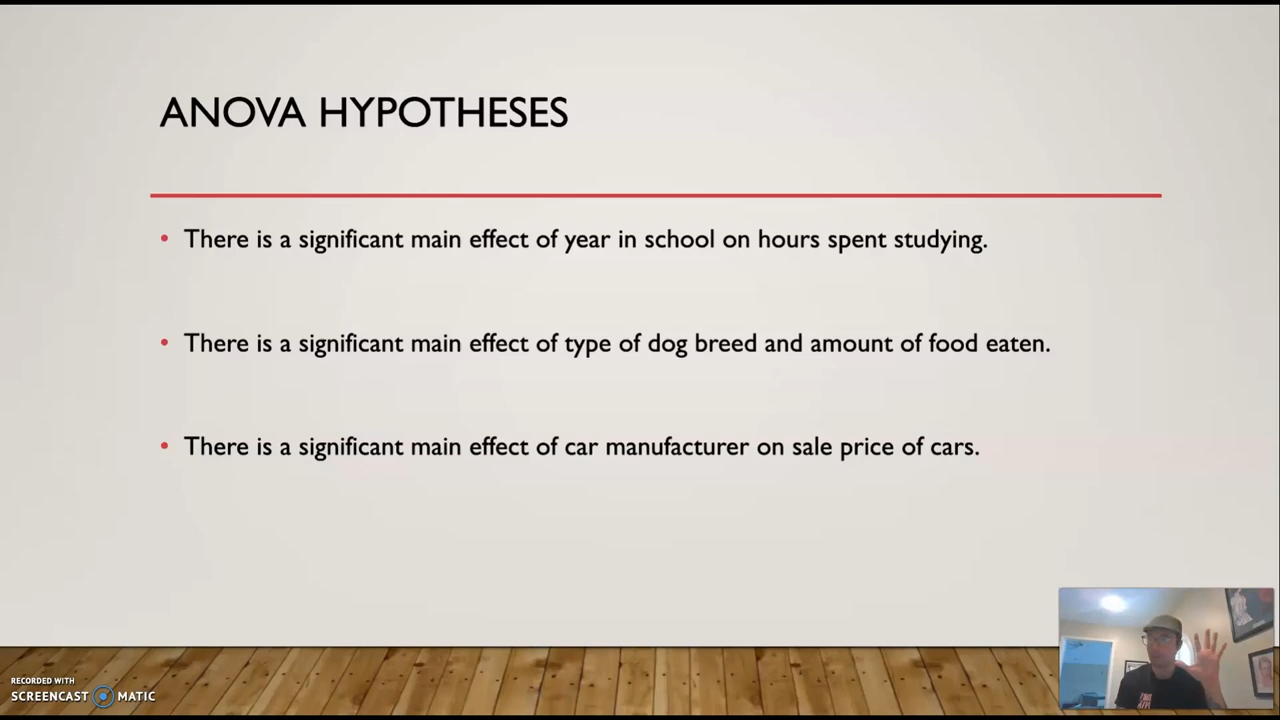 ANOVA HYPOTHESES
• There is a significant main effect of year in school on hours spent studying.
• There is a significant main effect of type of dog breed and amount of food eaten.
• There is a significant main effect of car manufacturer on sale price of cars.
RECORDED WITH
SCREENCAST MATIC